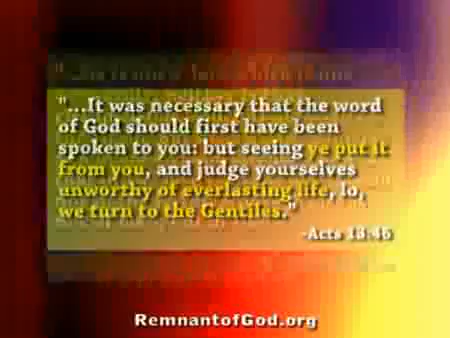 "...It was necessary that the word
of God should first have been
spoken to you: but seeing ye put it
from you, and judge yourselves
unworthy of everlasting life, lo,
we turn to the Gentiles."
-Acts 13:46
RemnantofGod.org